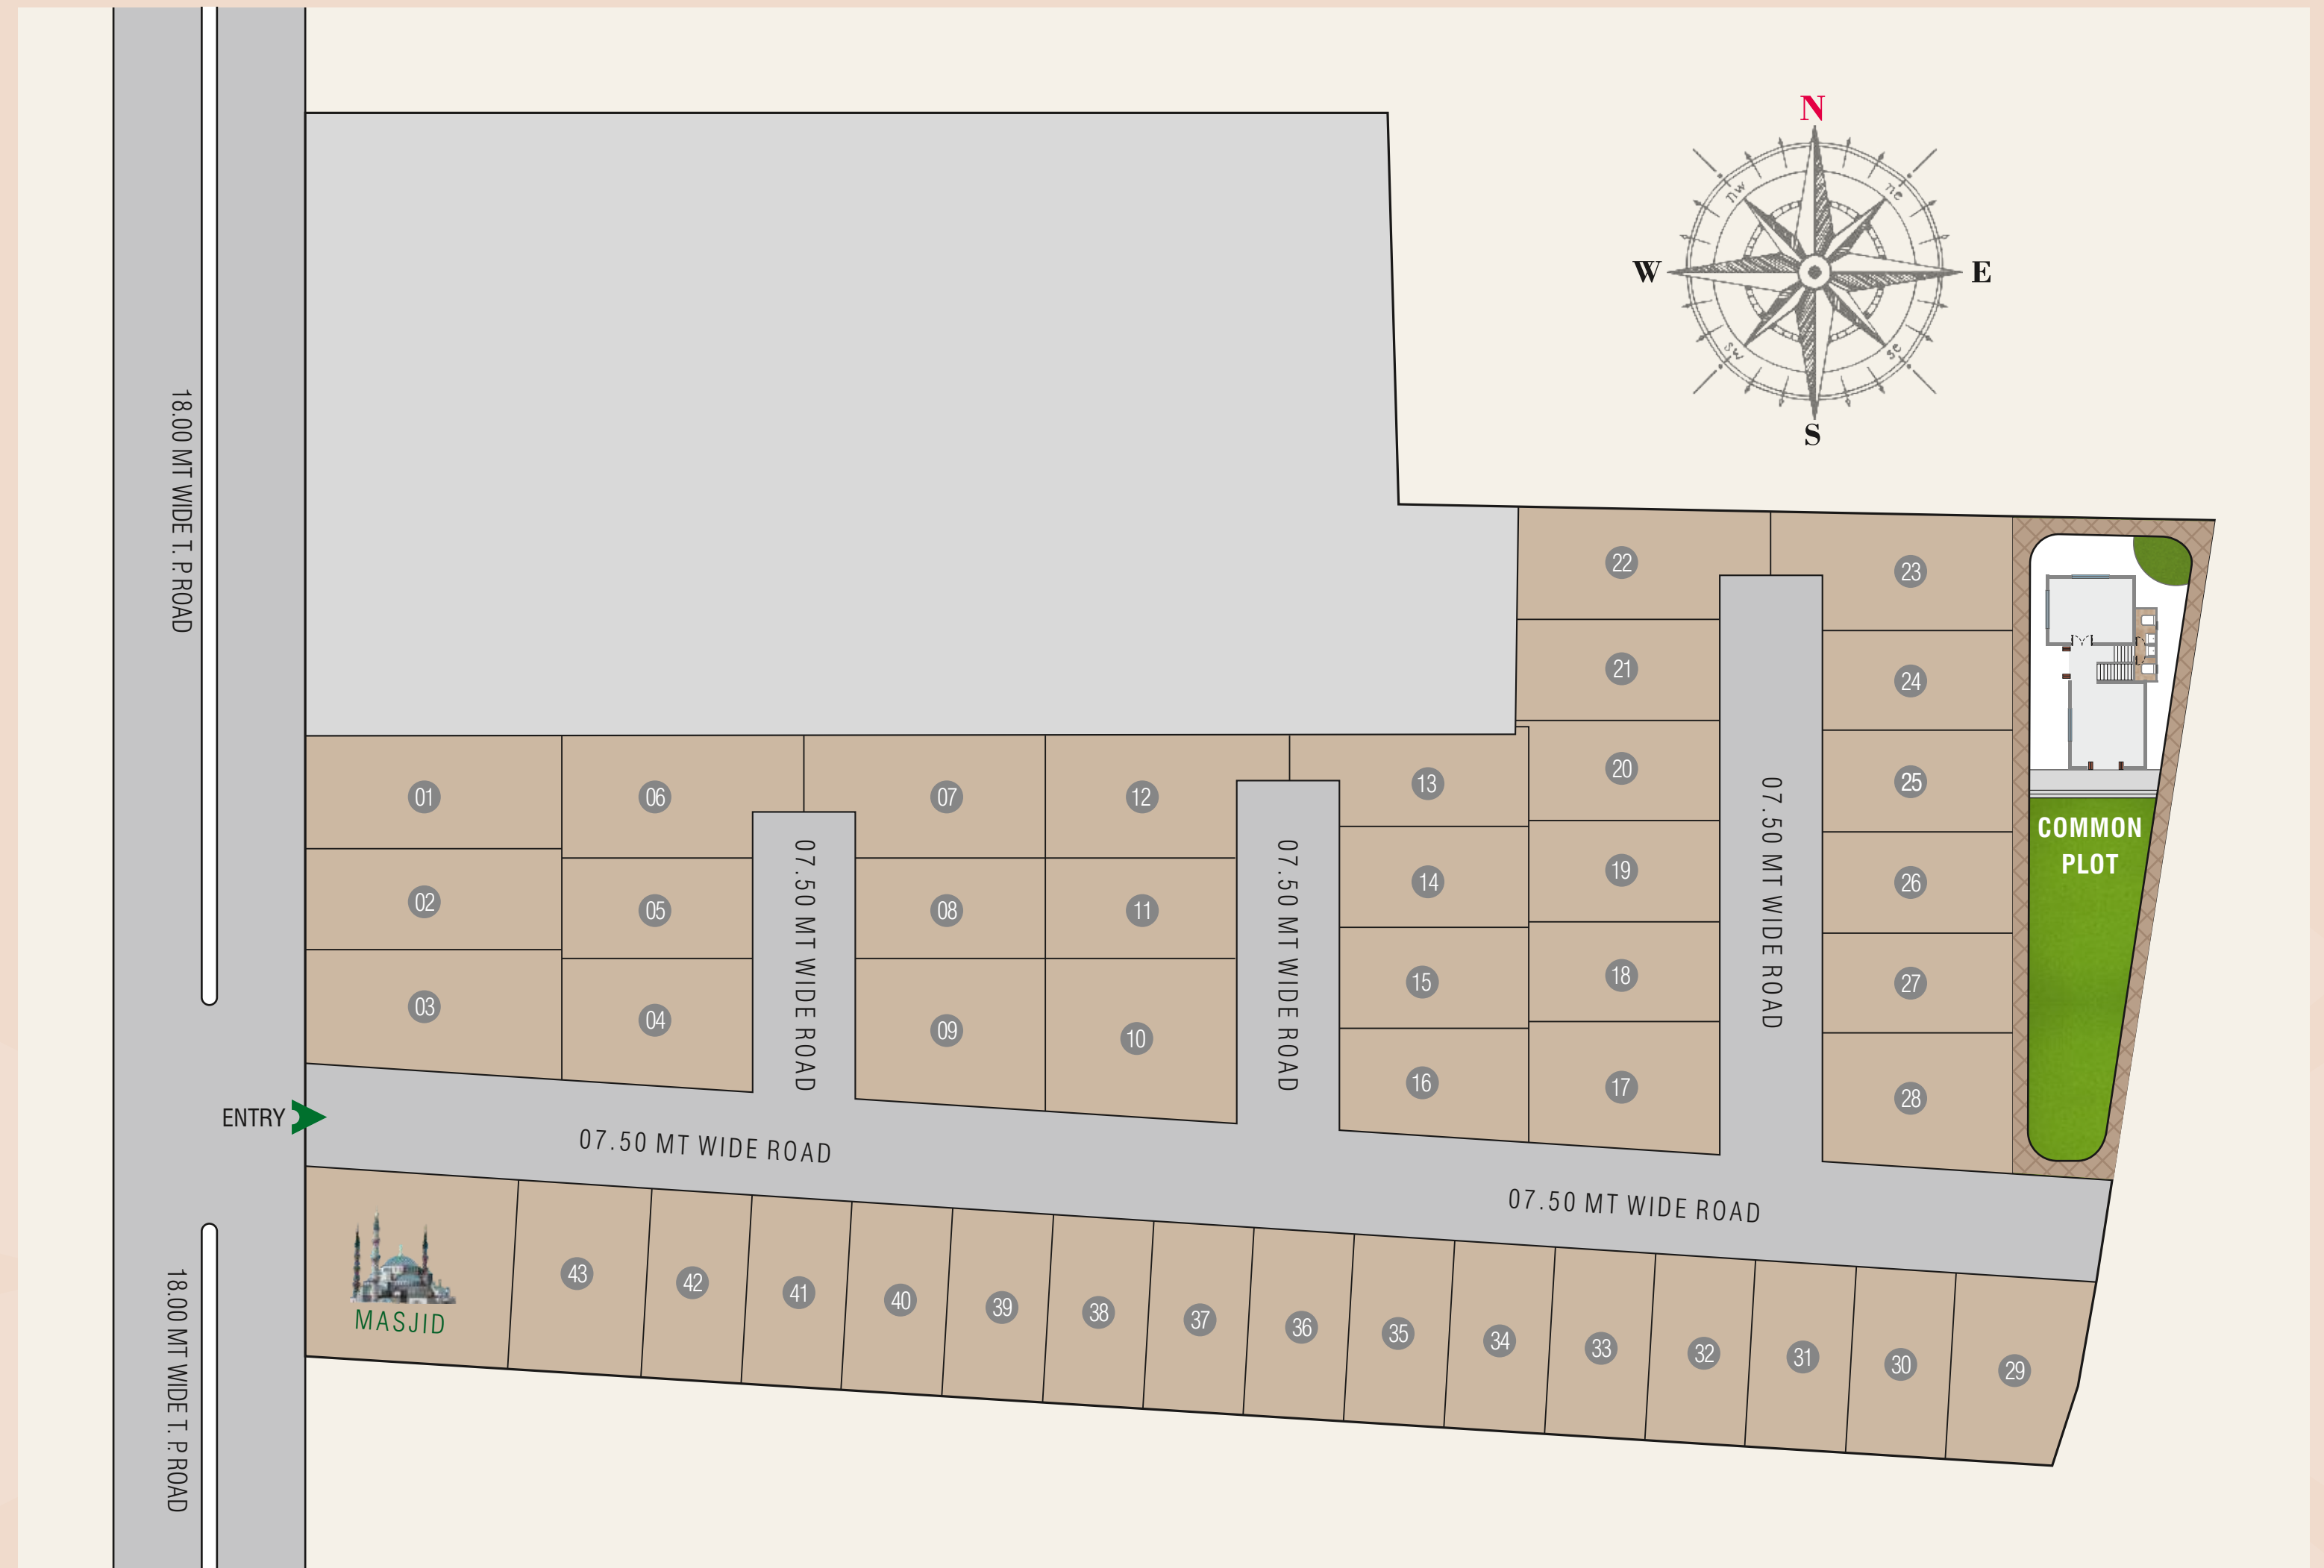 N
nw
ne
W
E
sw
se
S
18.00 MT WIDE T. P. ROAD
22
23
21
24
20
25
19
26
18
27
17
28
07.50 MT WIDE ROAD
COMMON
PLOT
01
06
07
12
13
02
05
08
11
14
03
04
09
10
15
16
07.50 MT WIDE ROAD
07.50 MT WIDE ROAD
ENTRY
07.50 MT WIDE ROAD
07.50 MT WIDE ROAD
MASJID
43
42
41
40
39
38
37
36
35
34
33
32
31
30
29
18.00 MT WIDE T. P. ROAD